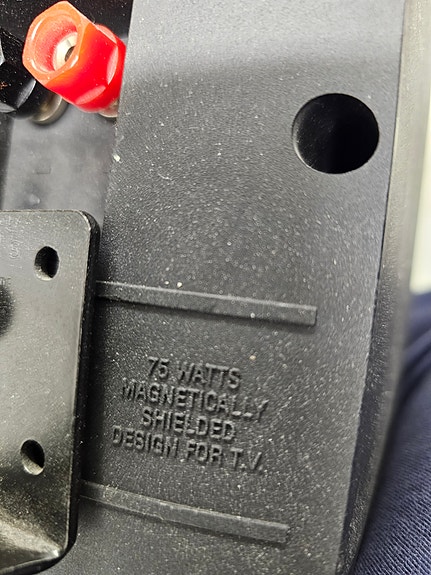 75 WATTS
MAGNETICALLY
SHIELDED
DESIGN FOR T.V.